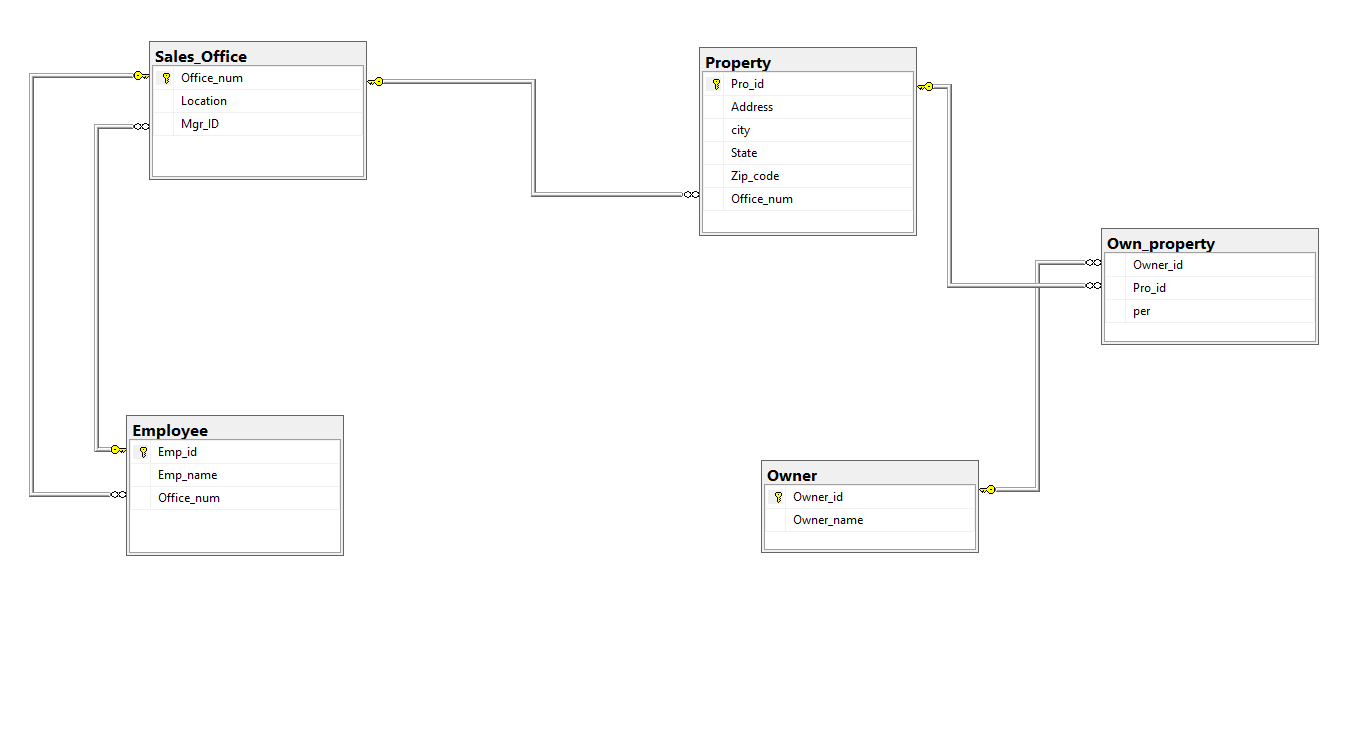 Sales_Office
Office_num
Location
Mgr_ID
Property
Pro_id
Address
city
State
Zip_code
Office_num
Own_property
Owner_id
Pro_id
per
Employee
Emp_id
Emp_name
Office_num
Owner
Owner_id
Owner_name